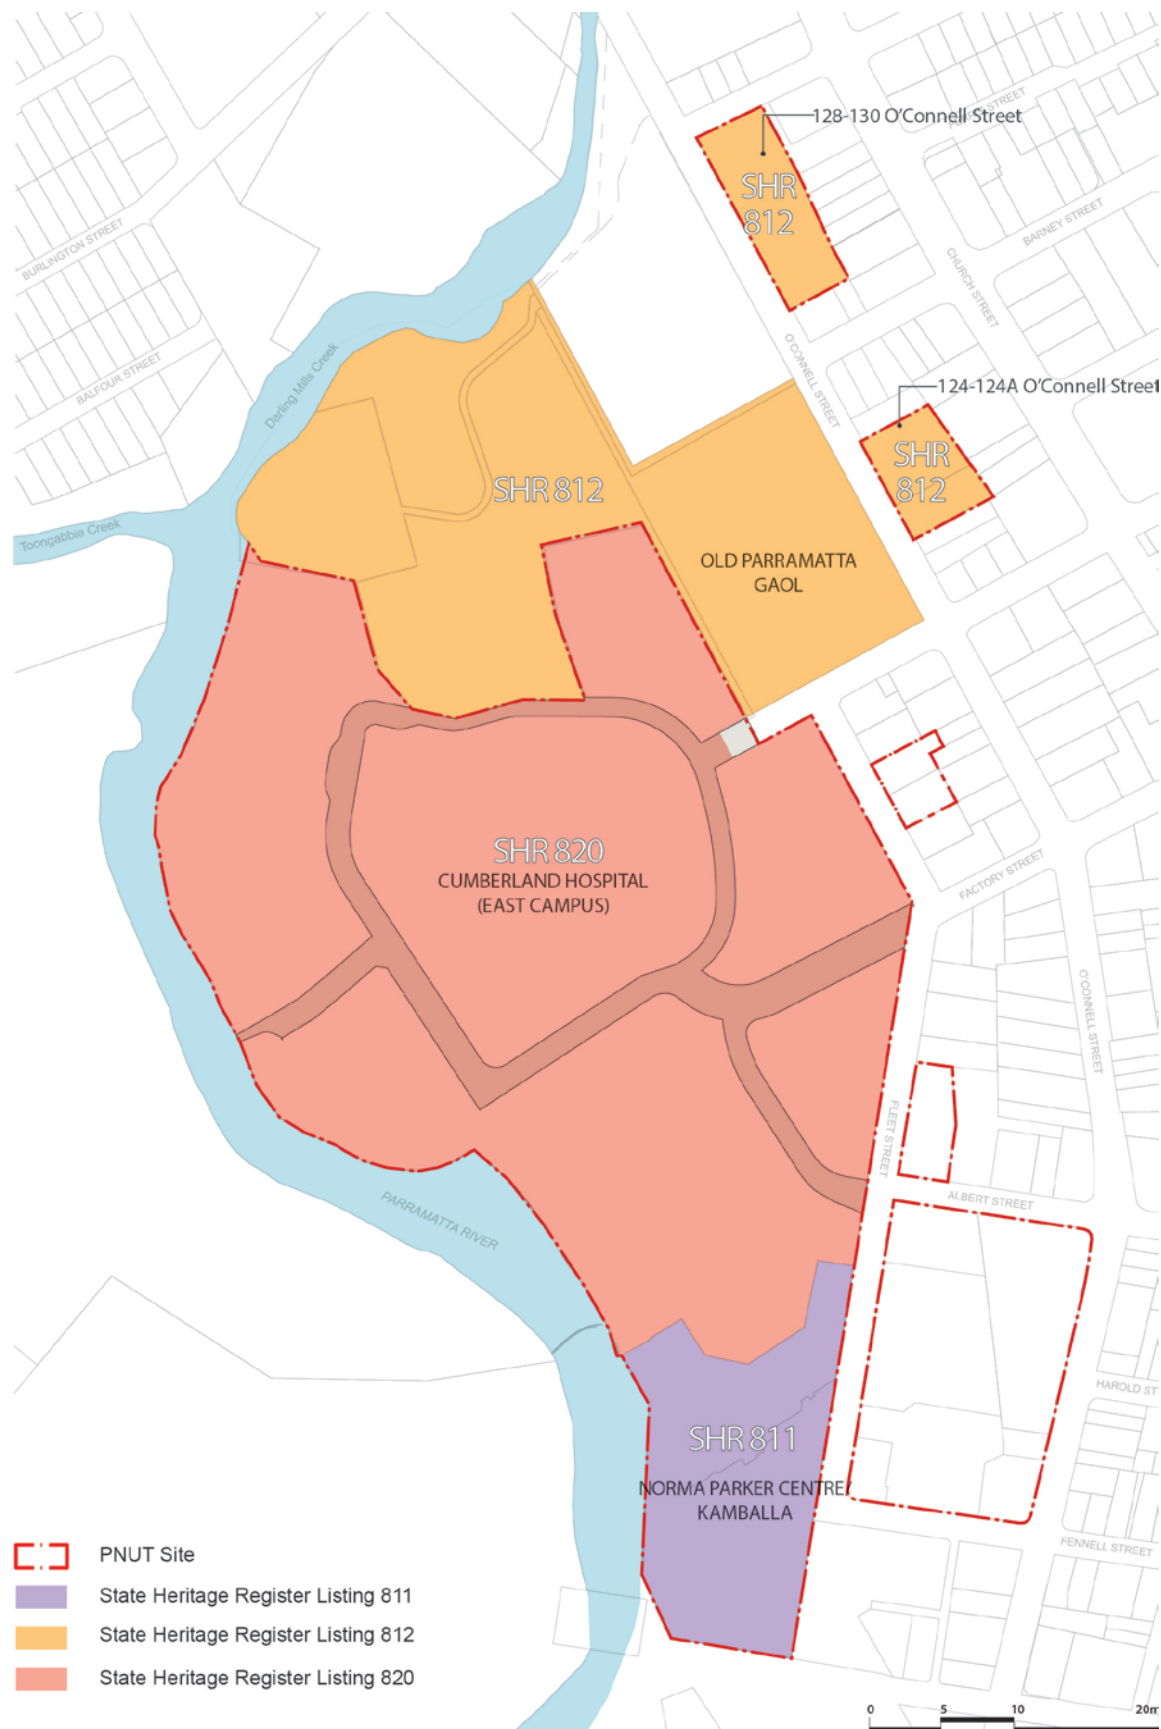 128-130 O'Connell Street
SHR
812
BURLINGTON STREET
BARNEY STREET
CHURCH STREET
BALFOUR STREET
Darling Mills Creek
O'CONNELL STREET
124-124A O'Connell Street
SHR
812
SHR 812
Toongabbie Creek
OLD PARRAMATTA
GAOL
SHR 820
CUMBERLAND HOSPITAL
(EAST CAMPUS)
FACTORY STREET
O'CONNELL STREET
FLEET STREET
ALBERT STREET
PARRAMATTA RIVER
HAROLD ST
SHR 811
NORMA PARKER CENTRE/
KAMBALLA
FENNELL STREET
PNUT Site
State Heritage Register Listing 811
State Heritage Register Listing 812
State Heritage Register Listing 820
0 5 10 20m